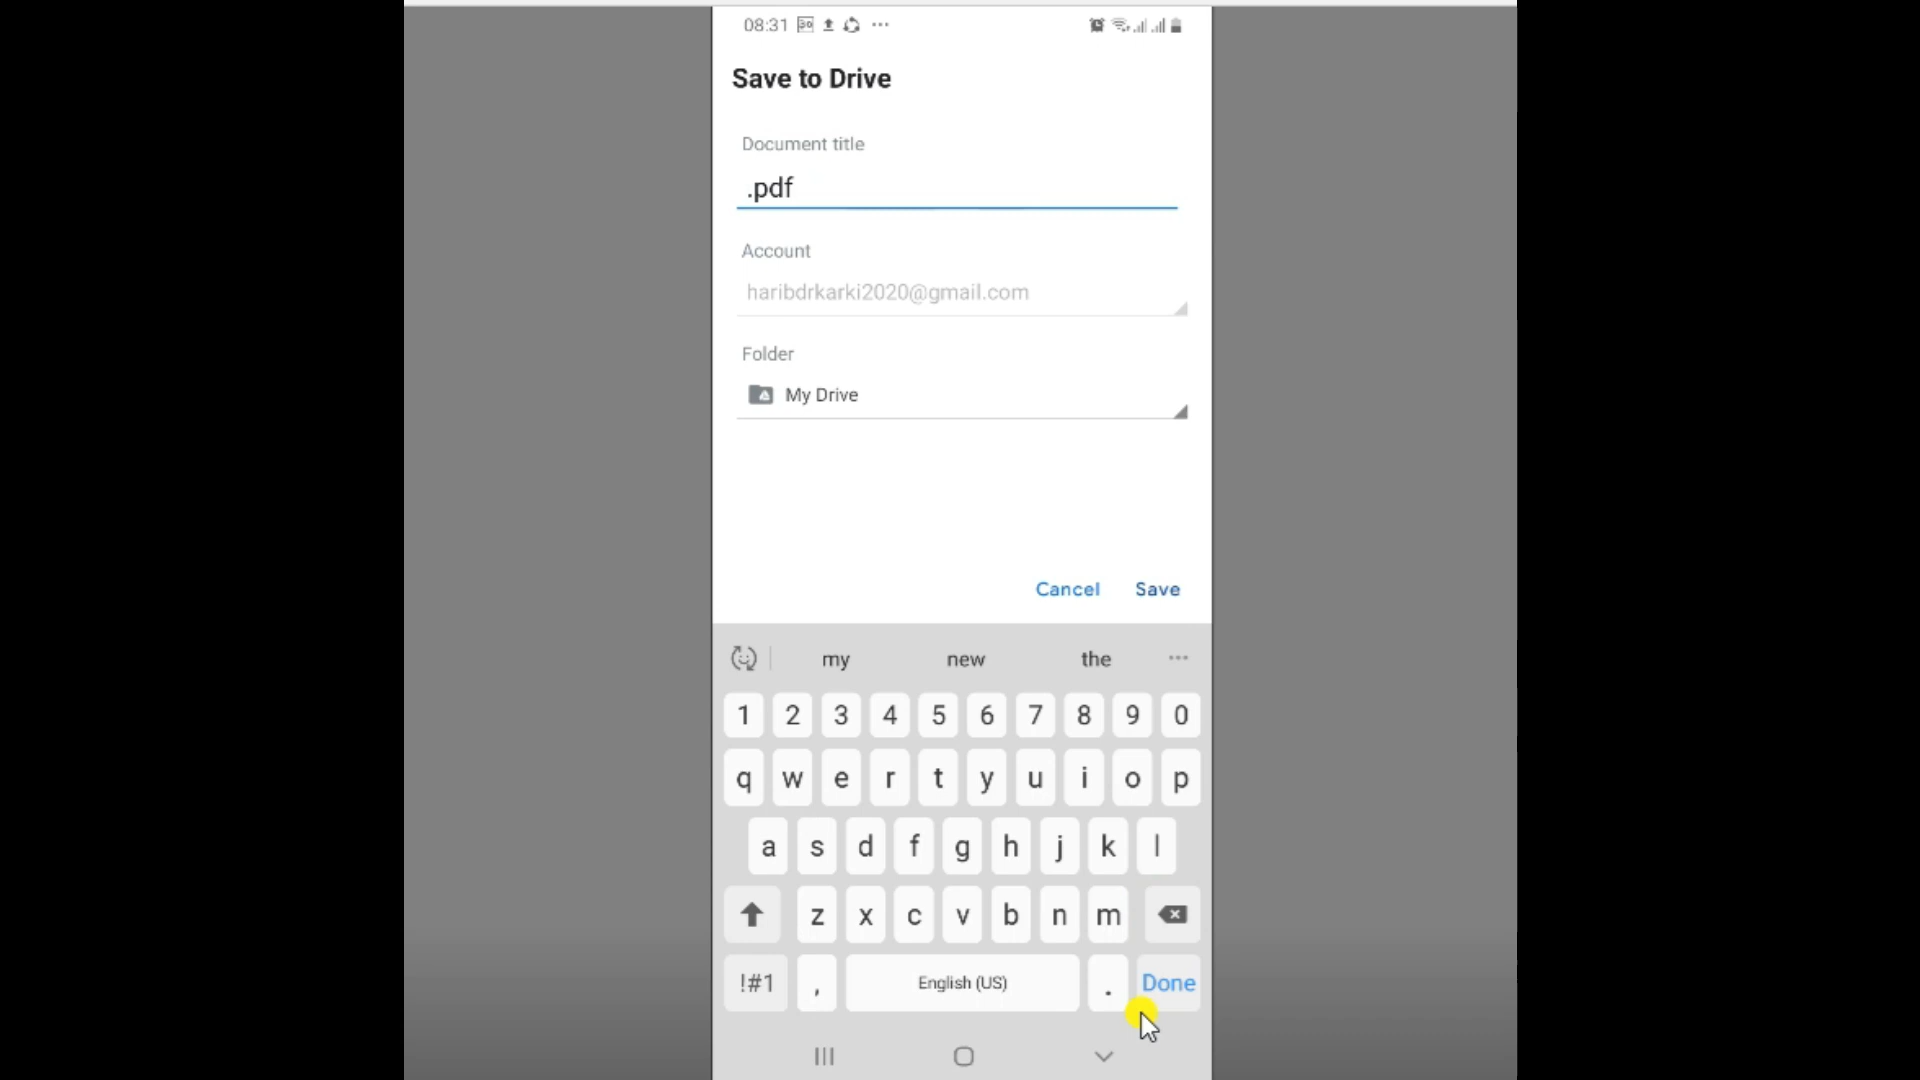 08:31
Save to Drive
Document title
.pdf
Account
haribdrkarki2020@gmail.com
Folder
My Drive
Cancel Save
my new the
1 2 3 4 5 6 7 8 9 0
q w e r t y u i o p
a s d f g h j k l
z x c v b n m
!#1 , English (US) . Done